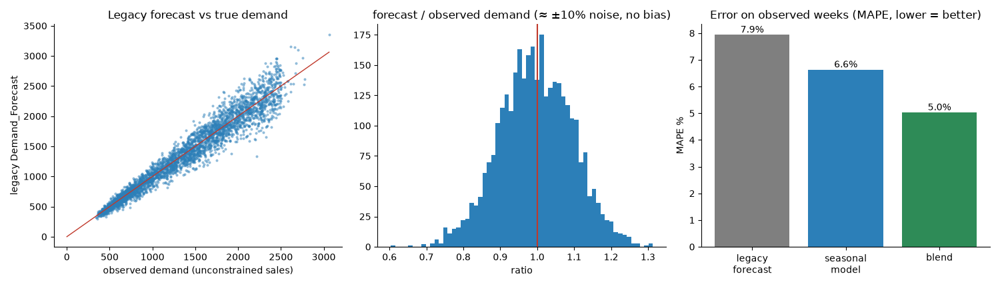 Legacy forecast vs true demand
legacy Demand_Forecast
3500
3000
2500
2000
1500
1000
500
0
0 500 1000 1500 2000 2500 3000
observed demand (unconstrained sales)
forecast / observed demand (≈ ±10% noise, no bias)
175
150
125
100
75
50
25
0
0.6 0.7 0.8 0.9 1.0 1.1 1.2 1.3
ratio
Error on observed weeks (MAPE, lower = better)
MAPE %
8
7
6
5
4
3
2
1
0
7.9%
6.6%
5.0%
legacy
forecast
seasonal
model
blend